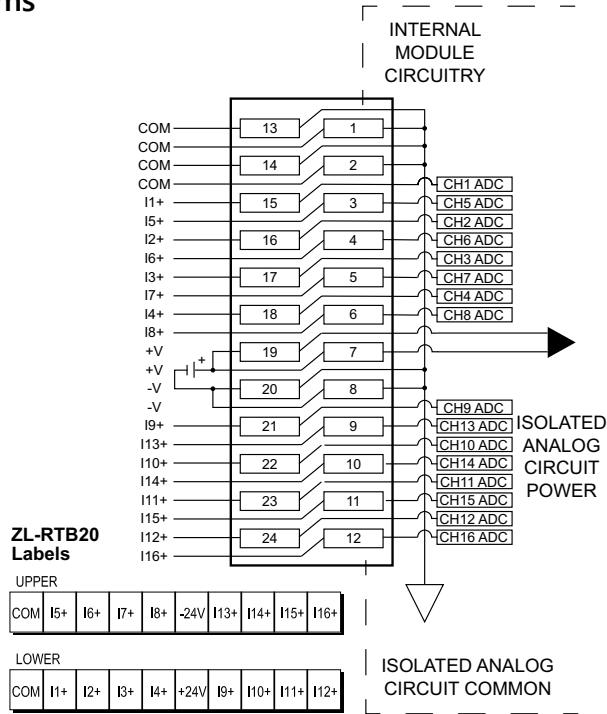 ms
INTERNAL
MODULE
CIRCUITRY
COM 13 1
COM
COM 14 2
COM CH1 ADC
I1+ 15 3 CH5 ADC
I5+ CH2 ADC
I2+ 16 4 CH6 ADC
I6+ CH3 ADC
I3+ 17 5 CH7 ADC
I7+ CH4 ADC
I4+ 18 6 CH8 ADC
I8+
+V 19 7
+V +
-V 20 8
-V CH9 ADC
I9+ 21 9 CH13 ADC
I13+ CH10 ADC
I10+ 22 10 CH14 ADC
I14+ CH11 ADC
I11+ 23 11 CH15 ADC
I15+ CH12 ADC
I12+ 24 12 CH16 ADC
I16+
ISOLATED
ANALOG
CIRCUIT
POWER
ZL-RTB20
Labels
UPPER
COM I5+ I6+ I7+ I8+ -24V I13+ I14+ I15+ I16+
LOWER
COM I1+ I2+ I3+ I4+ +24V I9+ I10+ I11+ I12+
ISOLATED ANALOG
CIRCUIT COMMON